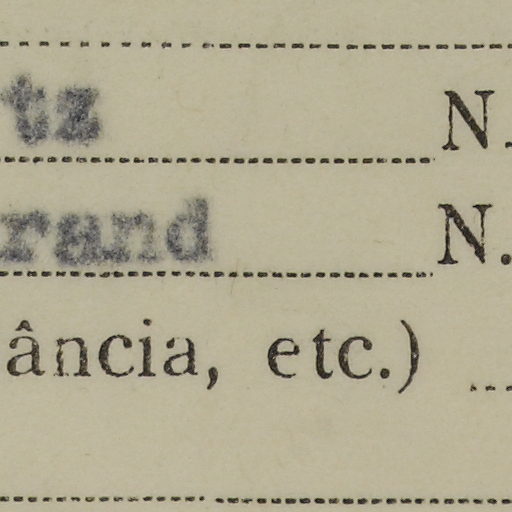 tz N.
rand N.
ância, etc.)